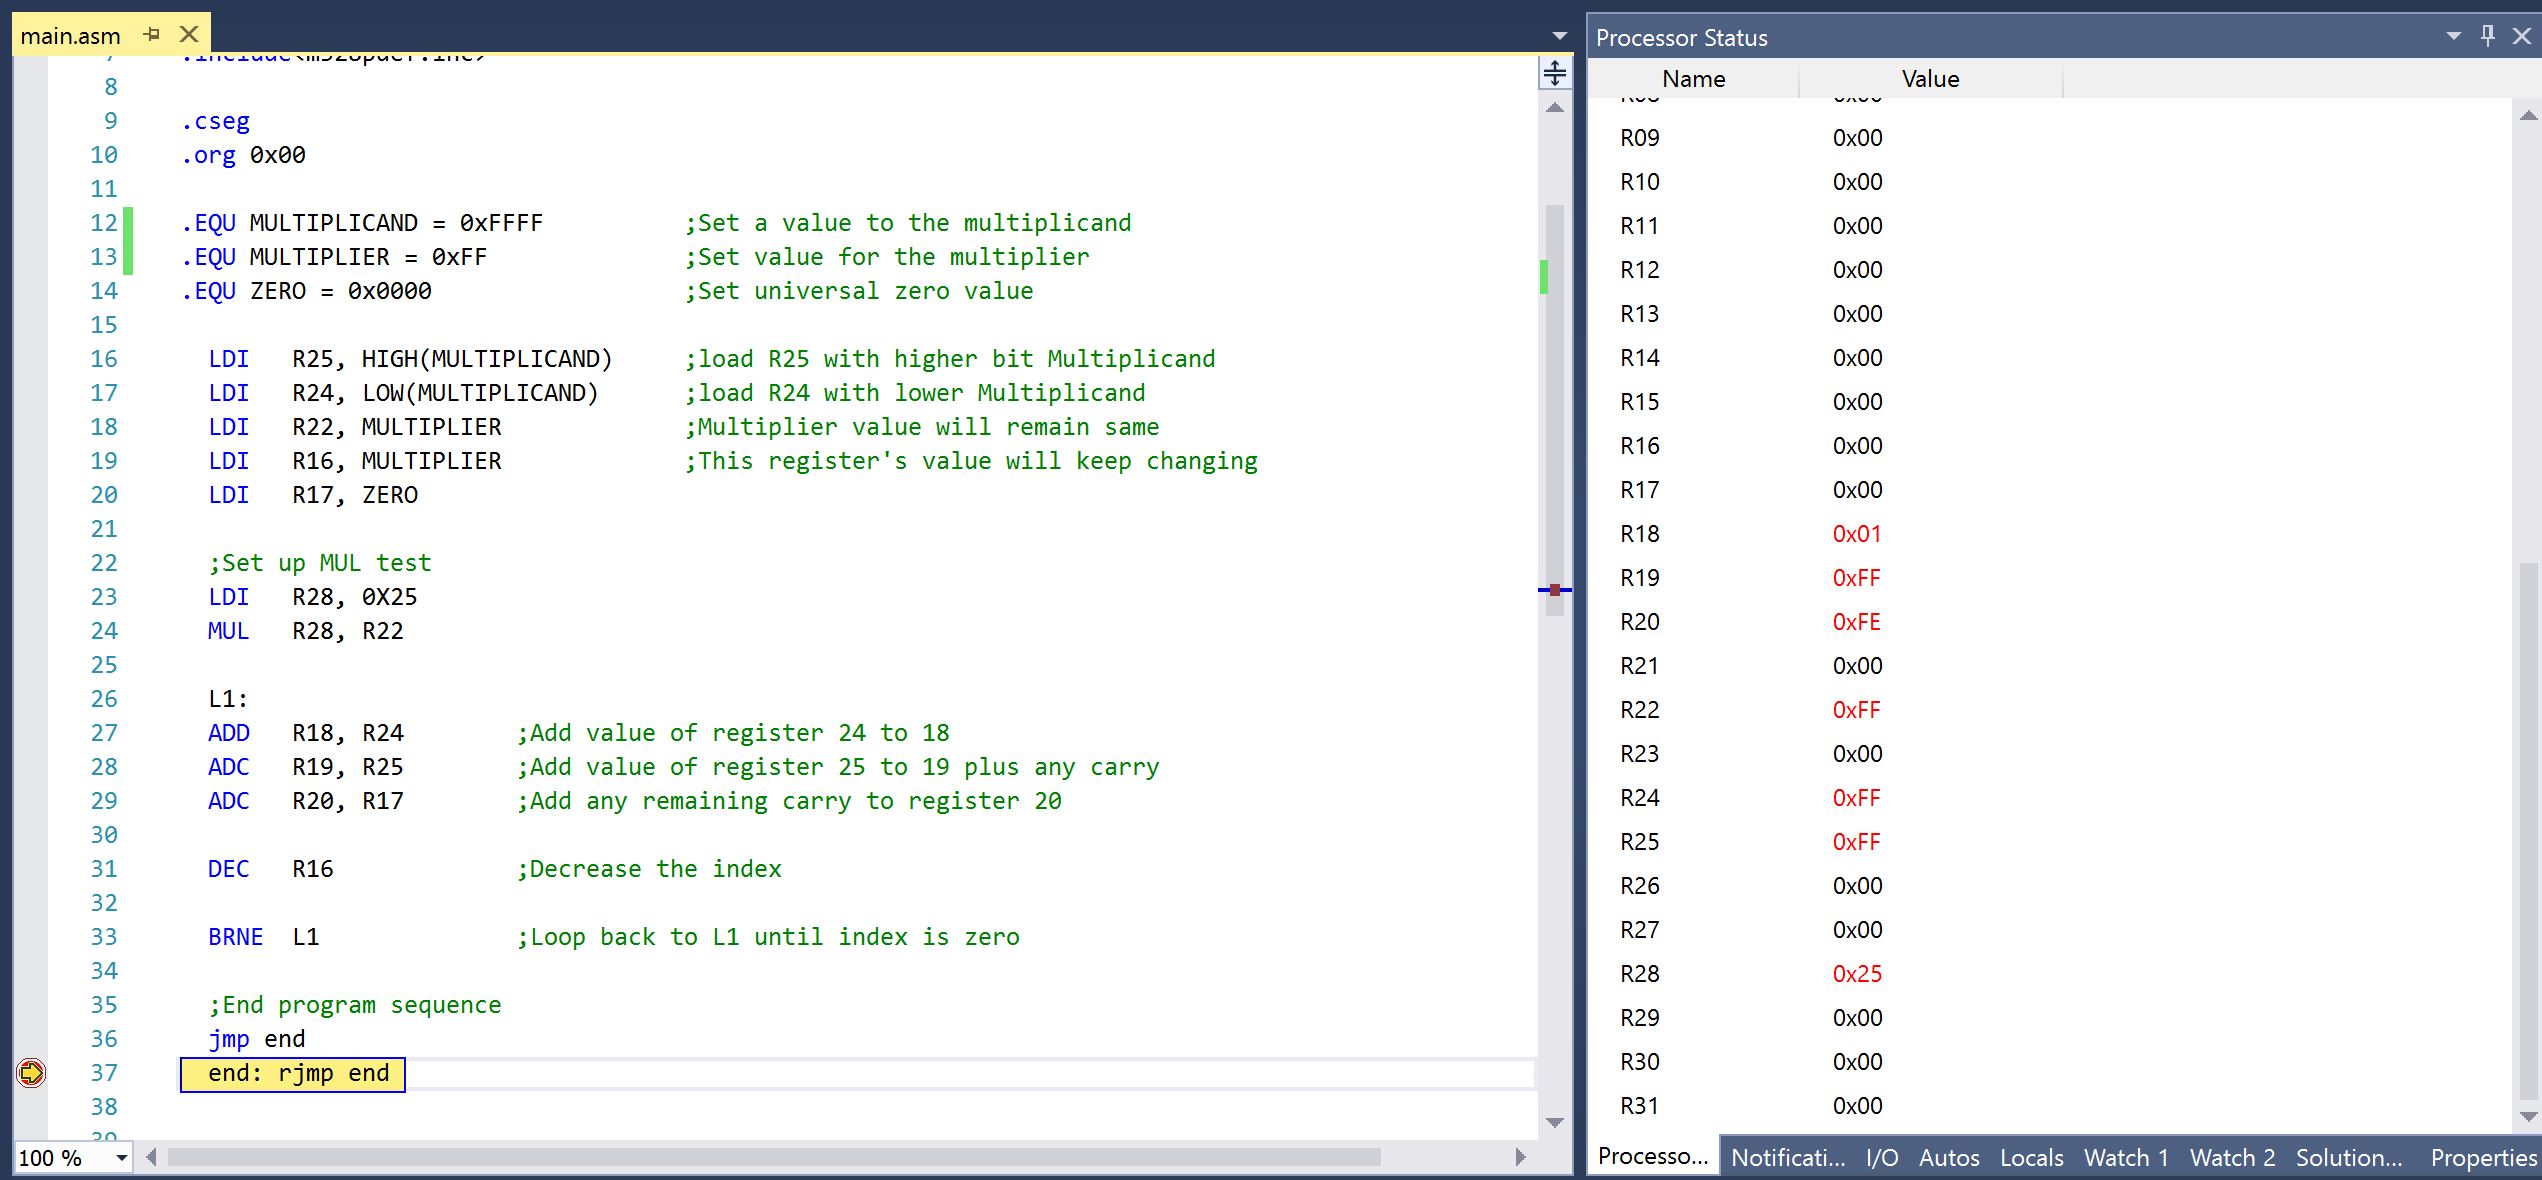 main.asm
7 .include<m328pdef.inc>
8
9 .cseg
10 .org 0x00
11
12 .EQU MULTIPLICAND = 0xFFFF ;Set a value to the multiplicand
13 .EQU MULTIPLIER = 0xFF ;Set value for the multiplier
14 .EQU ZERO = 0x0000 ;Set universal zero value
15
16 LDI R25, HIGH(MULTIPLICAND) ;load R25 with higher bit Multiplicand
17 LDI R24, LOW(MULTIPLICAND) ;load R24 with lower Multiplicand
18 LDI R22, MULTIPLIER ;Multiplier value will remain same
19 LDI R16, MULTIPLIER ;This register's value will keep changing
20 LDI R17, ZERO
21
22 ;Set up MUL test
23 LDI R28, 0X25
24 MUL R28, R22
25
26 L1:
27 ADD R18, R24 ;Add value of register 24 to 18
28 ADC R19, R25 ;Add value of register 25 to 19 plus any carry
29 ADC R20, R17 ;Add any remaining carry to register 20
30
31 DEC R16 ;Decrease the index
32
33 BRNE L1 ;Loop back to L1 until index is zero
34
35 ;End program sequence
36 jmp end
37 end: rjmp end
38
39
100 %
Processor Status
Name Value
R08 0x00
R09 0x00
R10 0x00
R11 0x00
R12 0x00
R13 0x00
R14 0x00
R15 0x00
R16 0x00
R17 0x00
R18 0x01
R19 0xFF
R20 0xFE
R21 0x00
R22 0xFF
R23 0x00
R24 0xFF
R25 0xFF
R26 0x00
R27 0x00
R28 0x25
R29 0x00
R30 0x00
R31 0x00
Processo... Notificati... I/O Autos Locals Watch 1 Watch 2 Solution... Properties